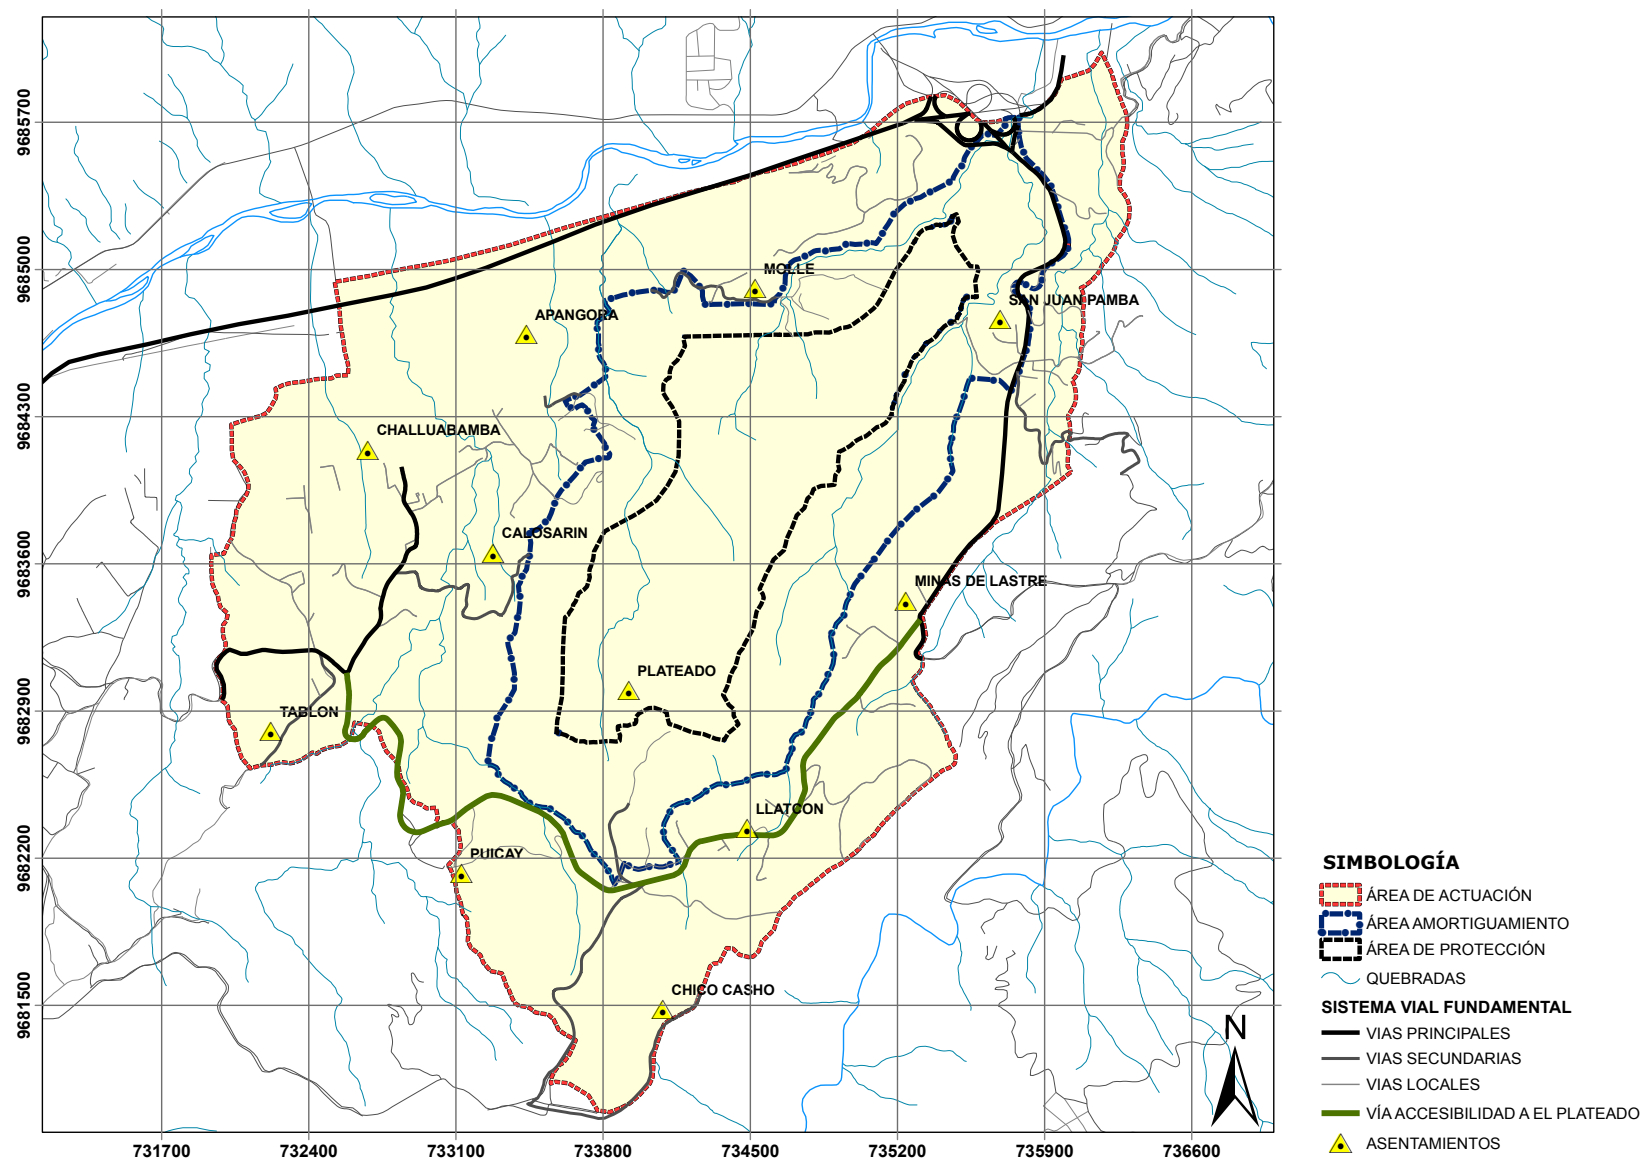 9685700
9685000
9684300
9683600
9682900
9682200
9681500
MOLLE
SAN JUAN PAMBA
APANGORA
CHALLUABAMBA
CALOSARIN
MINAS DE LASTRE
PLATEADO
TABLON
LLATCON
PUICAY
CHICO CASHO
N
731700 732400 733100 733800 734500 735200 735900 736600
SIMBOLOGÍA
ÁREA DE ACTUACIÓN
ÁREA AMORTIGUAMIENTO
ÁREA DE PROTECCIÓN
QUEBRADAS
SISTEMA VIAL FUNDAMENTAL
VIAS PRINCIPALES
VIAS SECUNDARIAS
VIAS LOCALES
VÍA ACCESIBILIDAD A EL PLATEADO
ASENTAMIENTOS